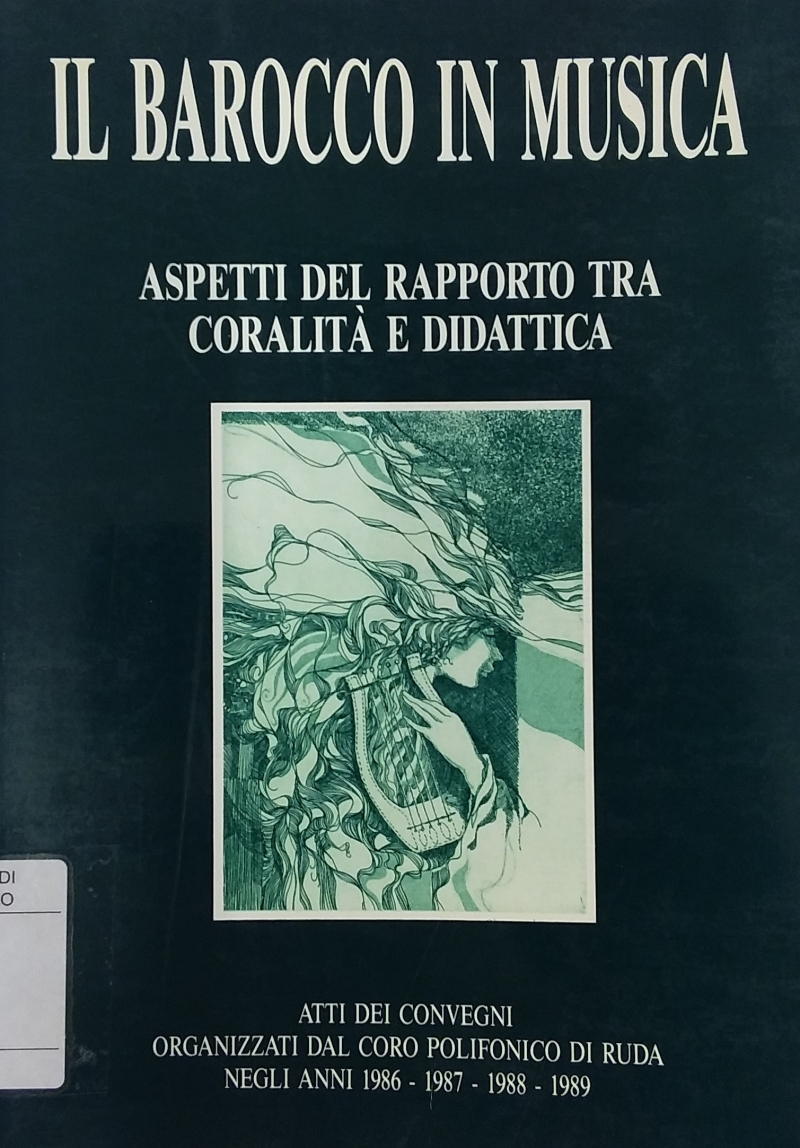 IL BAROCCO IN MUSICA
ASPETTI DEL RAPPORTO TRA
CORALITÀ E DIDATTICA
DI
O
ATTI DEI CONVEGNI
ORGANIZZATI DAL CORO POLIFONICO DI RUDA
NEGLI ANNI 1986 - 1987 - 1988 - 1989